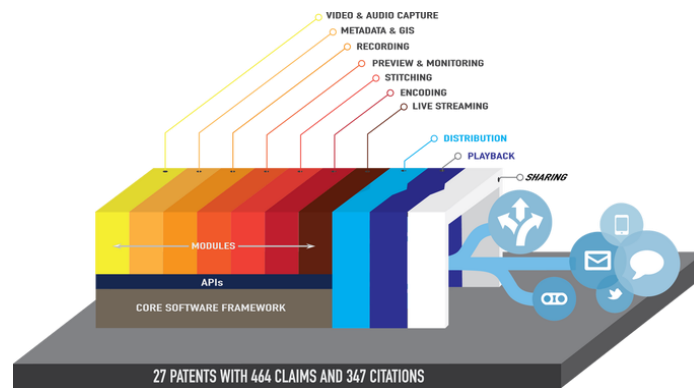 VIDEO & AUDIO CAPTURE
METADATA & GIS
RECORDING
PREVIEW & MONITORING
STITCHING
ENCODING
LIVE STREAMING
DISTRIBUTION
PLAYBACK
SHARING
MODULES
APIs
CORE SOFTWARE FRAMEWORK
27 PATENTS WITH 464 CLAIMS AND 347 CITATIONS